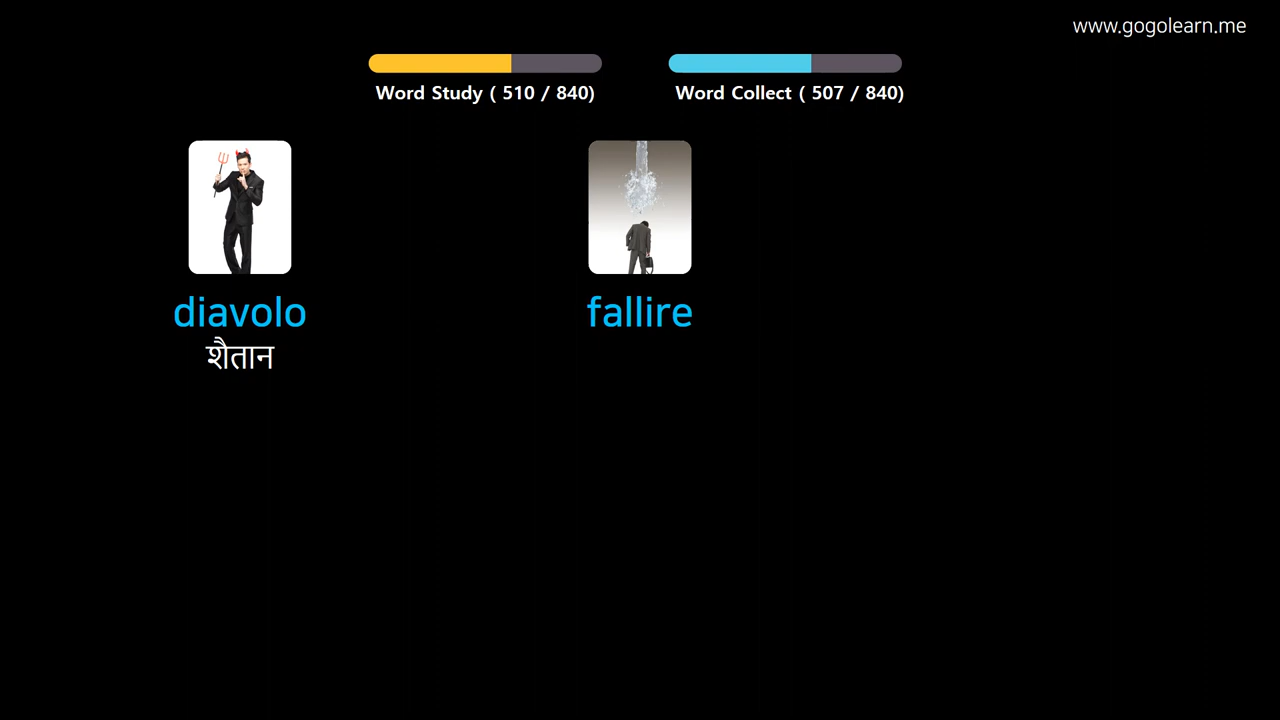 www.gogolearn.me
Word Study ( 510 / 840)
Word Collect ( 507 / 840)
diavolo
fallire
शैतान